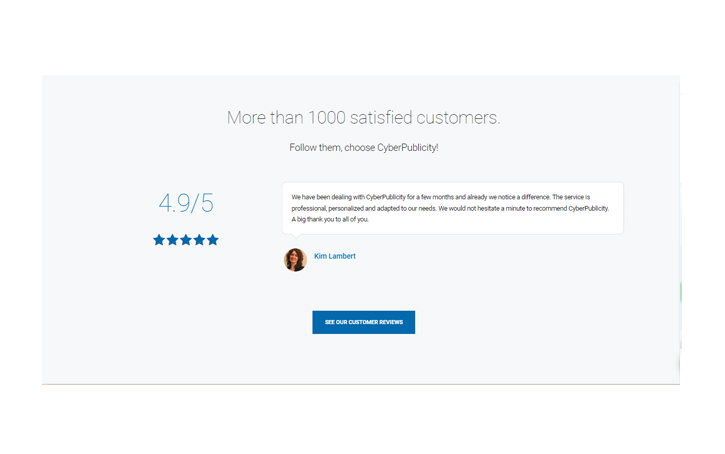 More than 1000 satisfied customers.
Follow them, choose CyberPublicity!
4.9/5
We have been dealing with CyberPublicity for a few months and already we notice a difference. The service is
professional, personalized and adapted to our needs. We would not hesitate a minute to recommend CyberPublicity.
A big thank you to all of you.
Kim Lambert
SEE OUR CUSTOMER REVIEWS